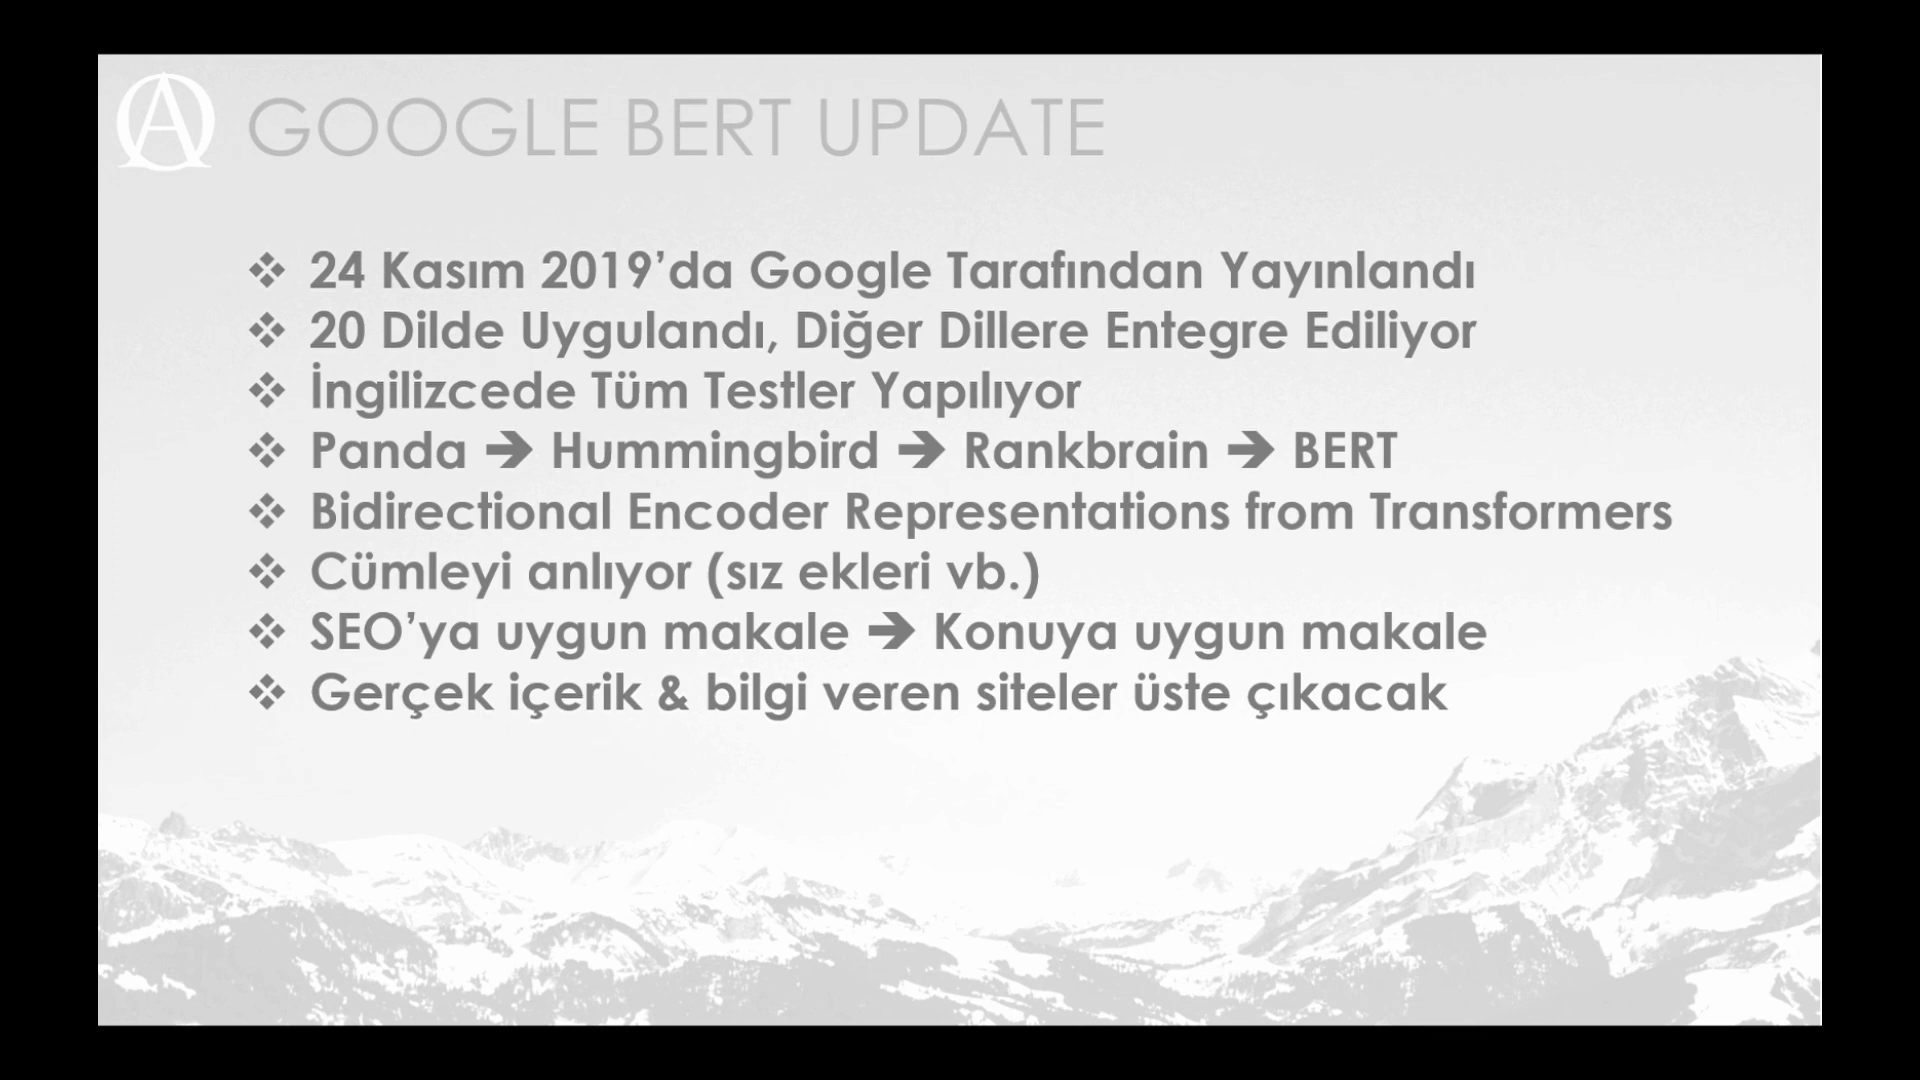 GOOGLE BERT UPDATE
❖ 24 Kasım 2019’da Google Tarafından Yayınlandı
❖ 20 Dilde Uygulandı, Diğer Dillere Entegre Ediliyor
❖ İngilizcede Tüm Testler Yapılıyor
❖ Panda ➔ Hummingbird ➔ Rankbrain ➔ BERT
❖ Bidirectional Encoder Representations from Transformers
❖ Cümleyi anlıyor (sız ekleri vb.)
❖ SEO’ya uygun makale ➔ Konuya uygun makale
❖ Gerçek içerik & bilgi veren siteler üste çıkacak